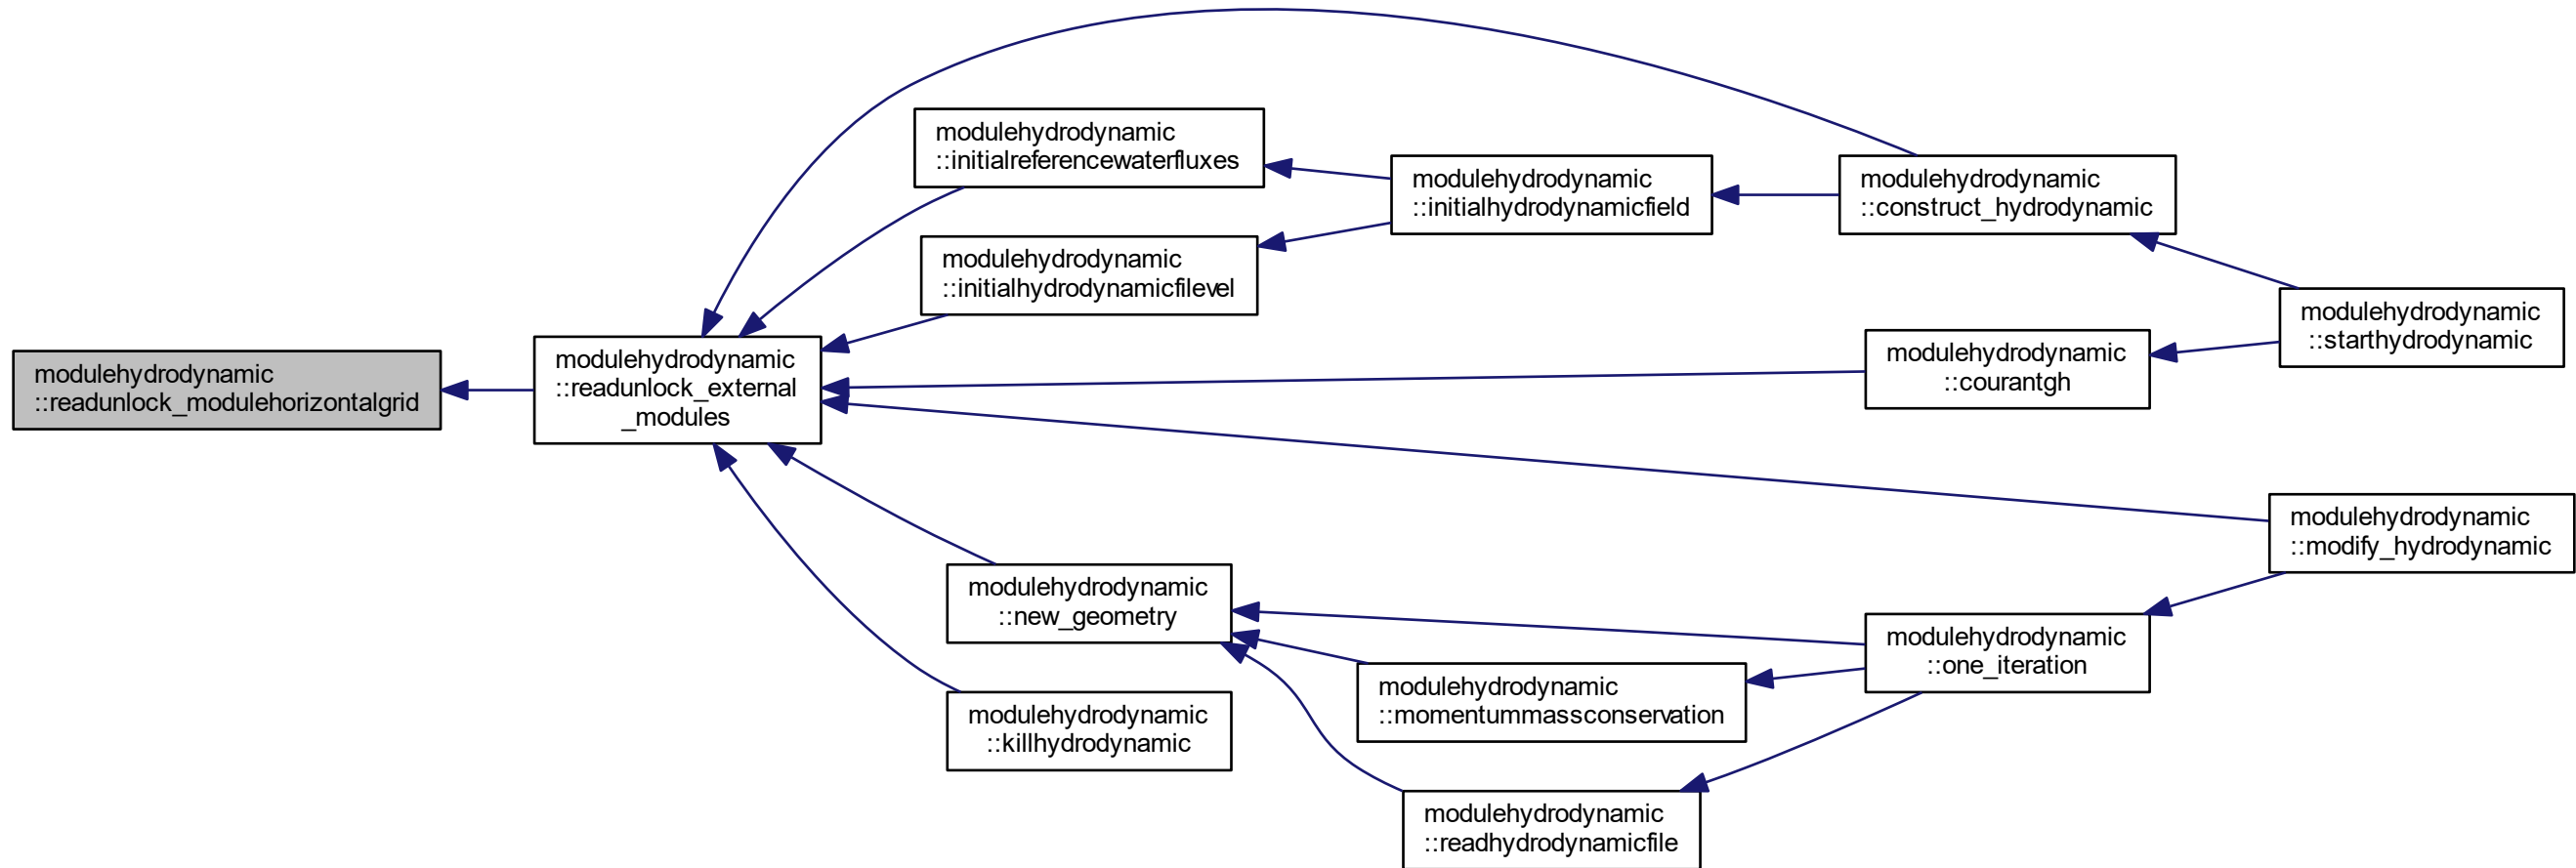 modulehydrodynamic
::readunlock_modulehorizontalgrid
modulehydrodynamic
::readunlock_external
_modules
modulehydrodynamic
::initialreferencewaterfluxes
modulehydrodynamic
::initialhydrodynamicfilevel
modulehydrodynamic
::initialhydrodynamicfield
modulehydrodynamic
::construct_hydrodynamic
modulehydrodynamic
::starthydrodynamic
modulehydrodynamic
::courantgh
modulehydrodynamic
::modify_hydrodynamic
modulehydrodynamic
::new_geometry
modulehydrodynamic
::one_iteration
modulehydrodynamic
::momentummassconservation
modulehydrodynamic
::killhydrodynamic
modulehydrodynamic
::readhydrodynamicfile